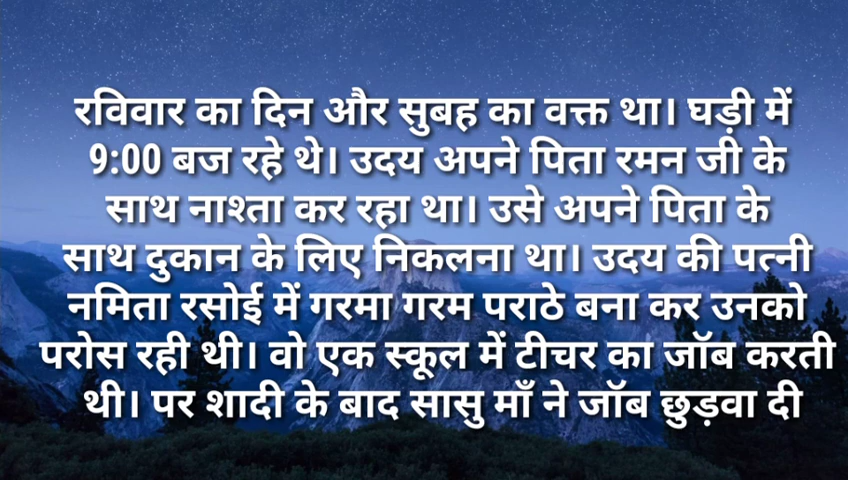 रविवार का दिन और सुबह का वक्त था। घड़ी में
9:00 बज रहे थे। उदय अपने पिता रमन जी के
साथ नाश्ता कर रहा था। उसे अपने पिता के
साथ दुकान के लिए निकलना था। उदय की पत्नी
नमिता रसोई में गरमा गरम पराठे बना कर उनको
परोस रही थी। वो एक स्कूल में टीचर का जॉब करती
थी। पर शादी के बाद सासु माँ ने जॉब छुड़वा दी